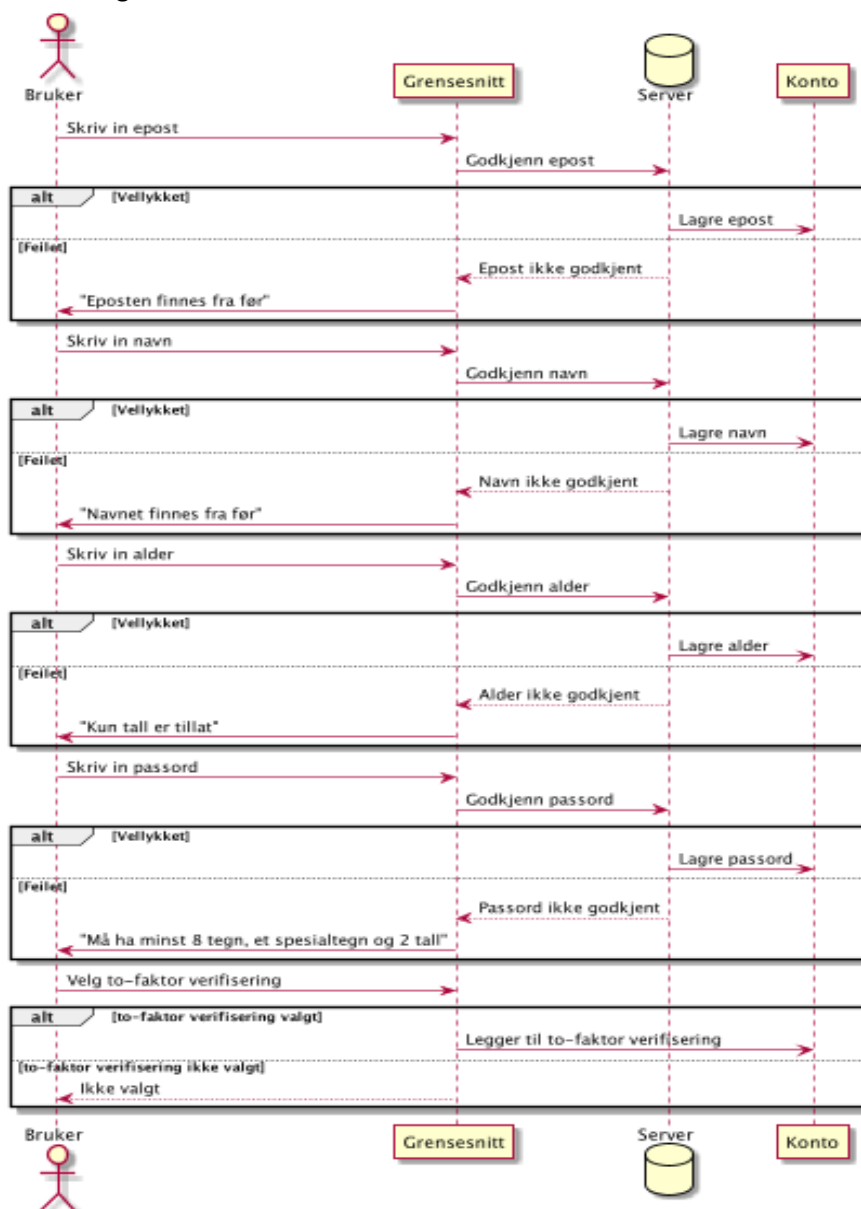 Bruker
Grensesnitt
Server
Konto
Skriv in epost
Godkjenn epost
alt [Vellykket]
Lagre epost
[Feilet]
Epost ikke godkjent
"Eposten finnes fra før"
Skriv in navn
Godkjenn navn
alt [Vellykket]
Lagre navn
[Feilet]
Navn ikke godkjent
"Navnet finnes fra før"
Skriv in alder
Godkjenn alder
alt [Vellykket]
Lagre alder
[Feilet]
Alder ikke godkjent
"Kun tall er tillat"
Skriv in passord
Godkjenn passord
alt [Vellykket]
Lagre passord
[Feilet]
Passord ikke godkjent
"Må ha minst 8 tegn, et spesialtegn og 2 tall"
Velg to-faktor verifisering
alt [to-faktor verifisering valgt]
Legger til to-faktor verifisering
[to-faktor verifisering ikke valgt]
Ikke valgt
Bruker
Grensesnitt
Server
Konto